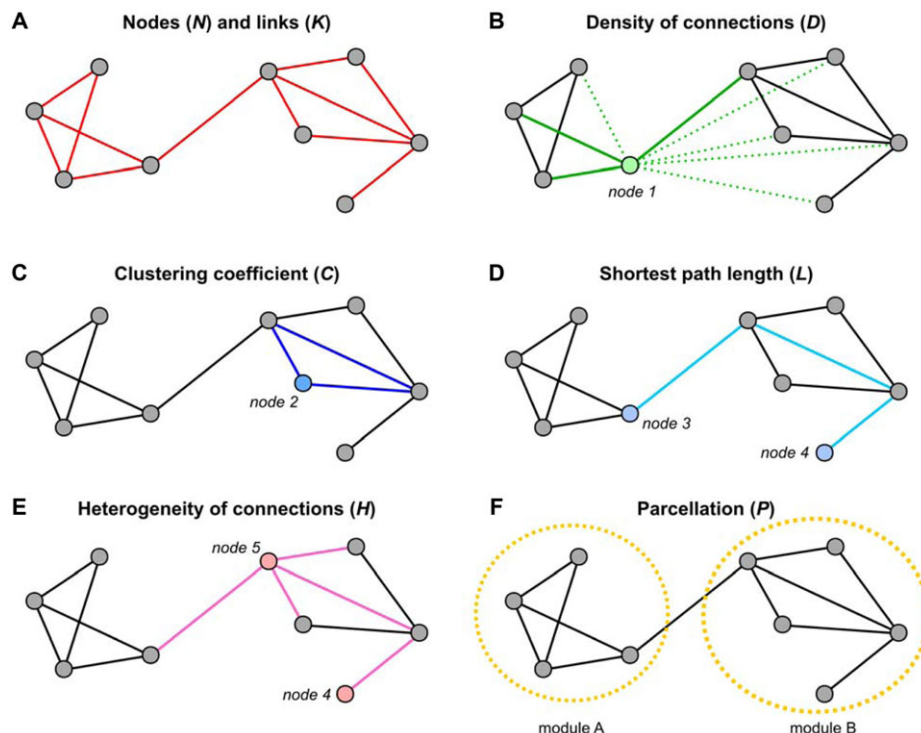 A Nodes (N) and links (K)
B Density of connections (D)
node 1
C Clustering coefficient (C)
node 2
D Shortest path length (L)
node 3
node 4
E Heterogeneity of connections (H)
node 5
node 4
F Parcellation (P)
module A
module B